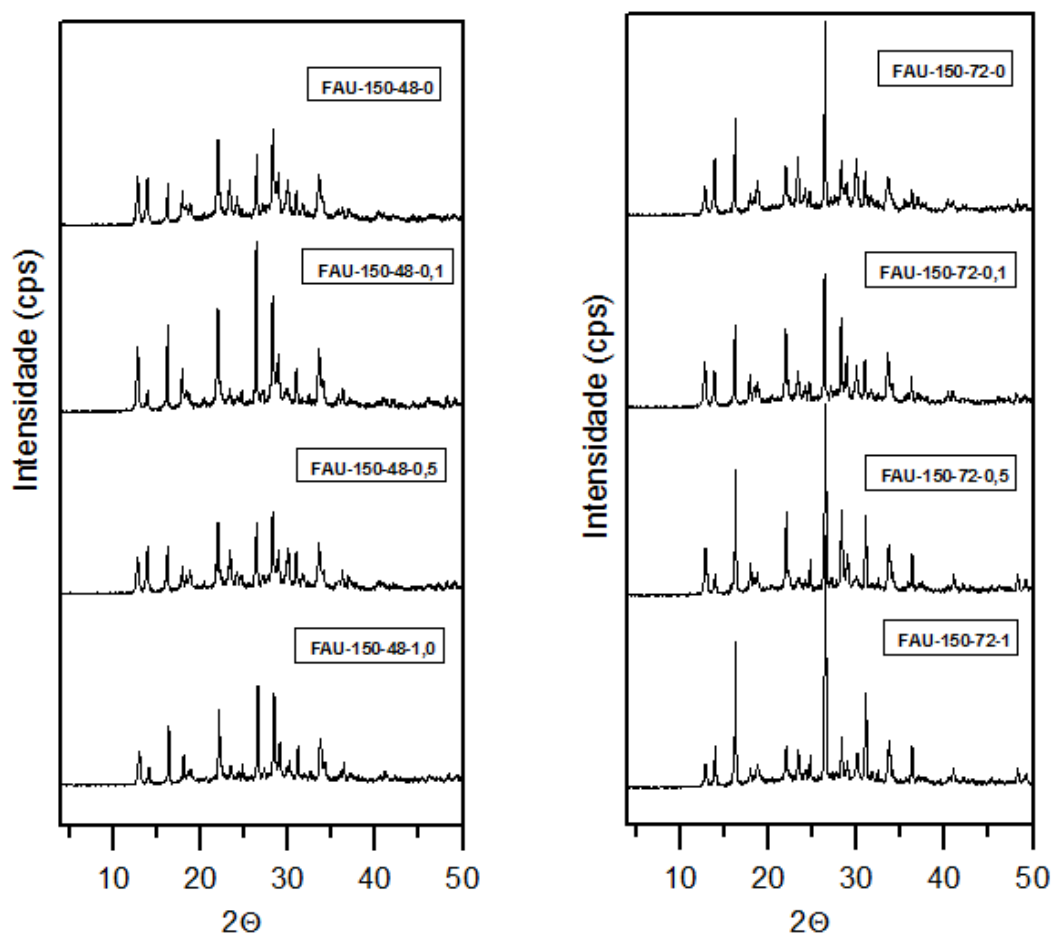 FAU-150-48-0
FAU-150-48-0,1
FAU-150-48-0,5
FAU-150-48-1,0
Intensidade (cps)
10 20 30 40 50
2Θ
FAU-150-72-0
FAU-150-72-0,1
FAU-150-72-0,5
FAU-150-72-1
Intensidade (cps)
10 20 30 40 50
2Θ